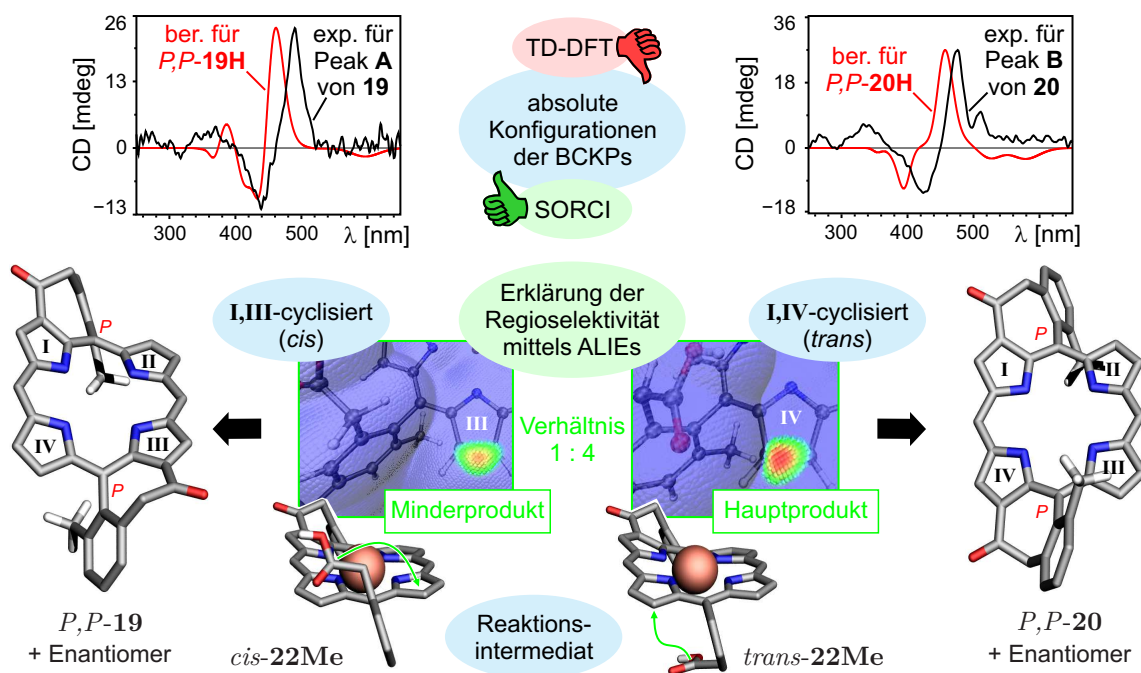 26
13
0
−13
CD [mdeg]
ber. für
P,P-19H
exp. für
Peak A
von 19
300
400
500
λ [nm]
TD-DFT
absolute
Konfigurationen
der BCKPs
SORCI
36
18
0
−18
CD [mdeg]
ber. für
P,P-20H
exp. für
Peak B
von 20
300
400
500
λ [nm]
I,III-cyclisiert
(cis)
Erklärung der
Regioselektivität
mittels ALIEs
I,IV-cyclisiert
(trans)
P
I
II
IV
III
P
III
Verhältnis
1 : 4
IV
P
I
II
IV
III
P
Minderprodukt
Hauptprodukt
P,P-19
+ Enantiomer
cis-22Me
Reaktions-
intermediat
trans-22Me
P,P-20
+ Enantiomer